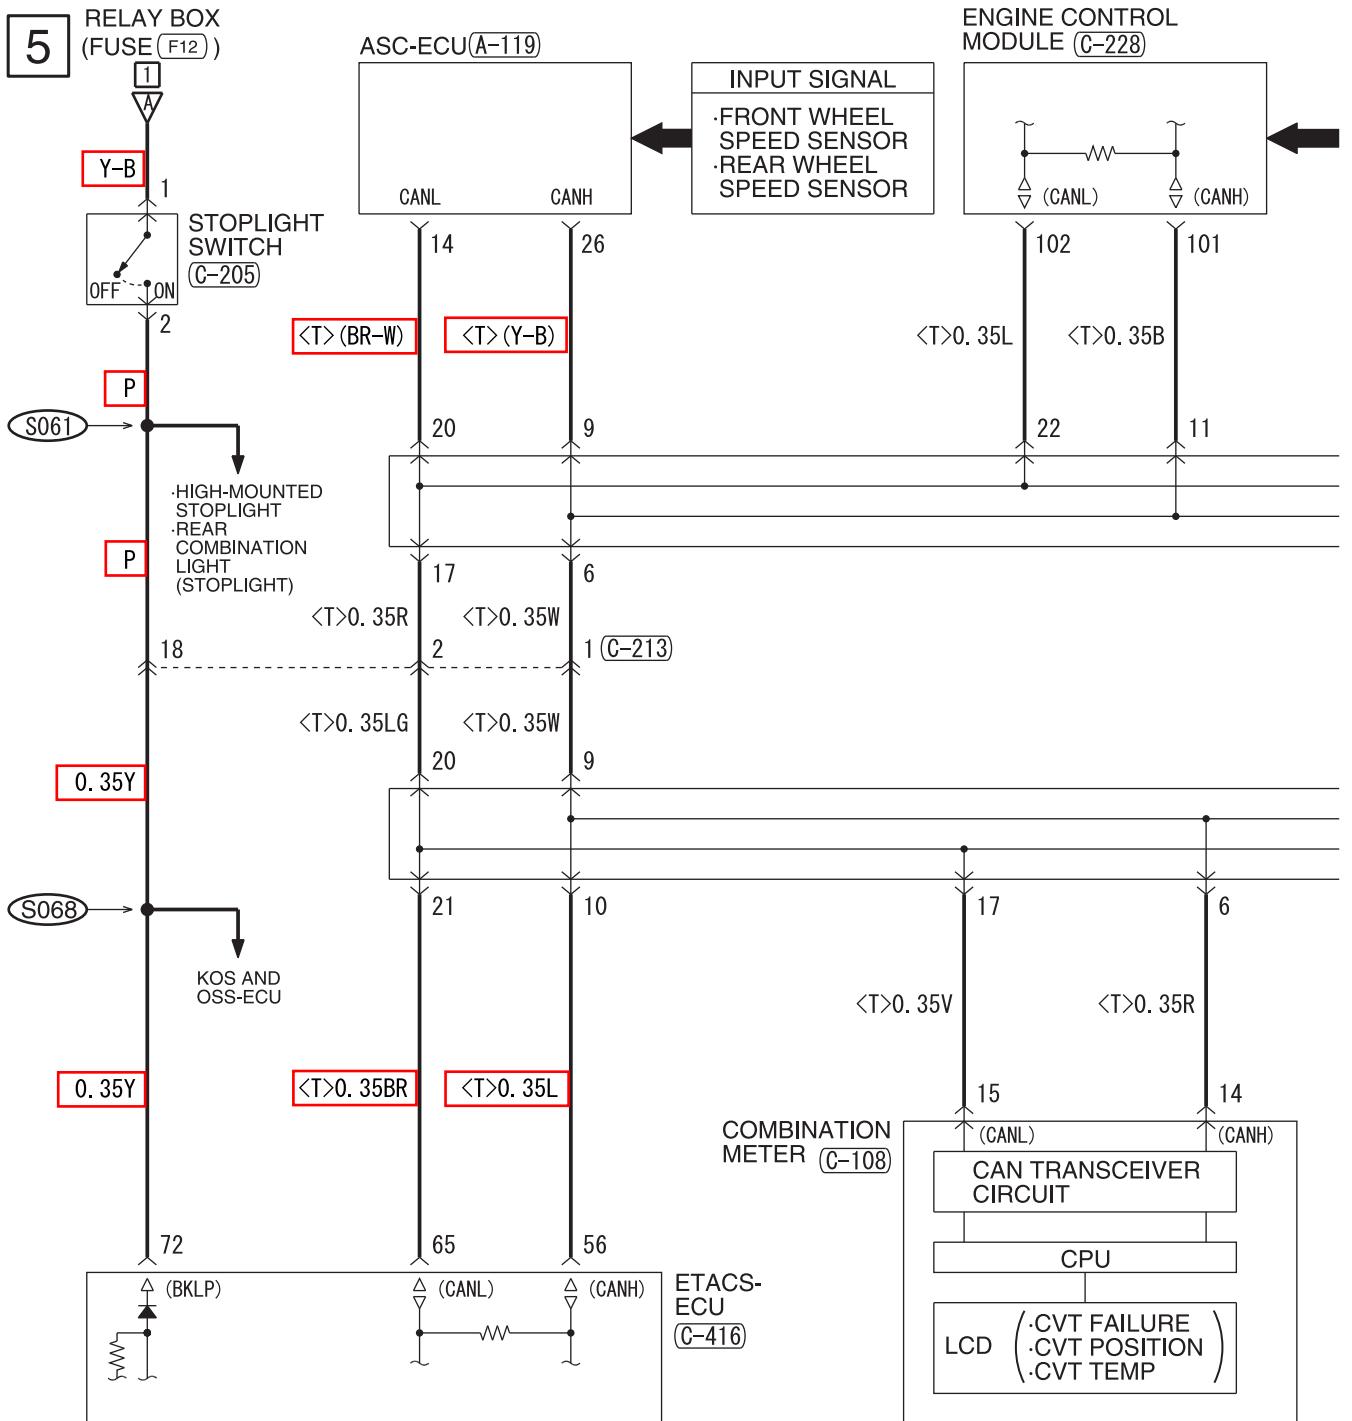 5
RELAY BOX
(FUSE F12 )
1
A
Y-B
1
STOPLIGHT
SWITCH
C-205
OFF ON
2
P
S061
·HIGH-MOUNTED
STOPLIGHT
·REAR
COMBINATION
LIGHT
(STOPLIGHT)
P
18
0.35Y
S068
KOS AND
OSS-ECU
0.35Y
72
(BKLP)
ASC-ECU A-119
CANL CANH
14 26
<T>(BR-W) <T>(Y-B)
20 9
17 6
<T>0.35R <T>0.35W
2 1 C-213
<T>0.35LG <T>0.35W
20 9
21 10
<T>0.35BR <T>0.35L
65 56
(CANL) (CANH)
ETACS-
ECU
C-416
INPUT SIGNAL
·FRONT WHEEL
SPEED SENSOR
·REAR WHEEL
SPEED SENSOR
ENGINE CONTROL
MODULE C-228
(CANL) (CANH)
102 101
<T>0.35L <T>0.35B
22 11
17 6
<T>0.35V <T>0.35R
15 14
COMBINATION
METER C-108
(CANL) (CANH)
CAN TRANSCEIVER
CIRCUIT
CPU
LCD
·CVT FAILURE
·CVT POSITION
·CVT TEMP